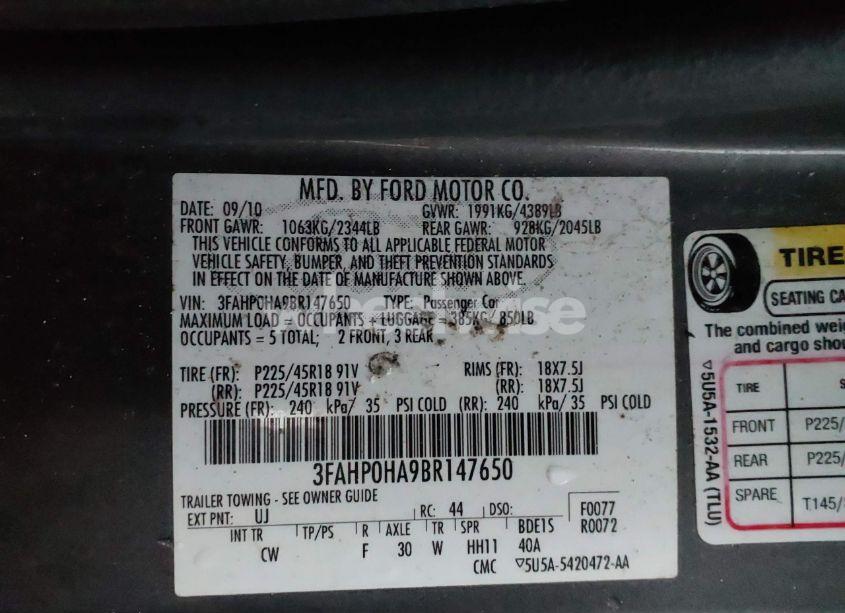 MFD. BY FORD MOTOR CO.
DATE: 09/10 GVWR: 1991KG/4389LB
FRONT GAWR: 1063KG/2344LB REAR GAWR: 928KG/2045LB
THIS VEHICLE CONFORMS TO ALL APPLICABLE FEDERAL MOTOR
VEHICLE SAFETY, BUMPER, AND THEFT PREVENTION STANDARDS
IN EFFECT ON THE DATE OF MANUFACTURE SHOWN ABOVE.
VIN: 3FAHP0HA9BR147650 TYPE: Passenger Car
MAXIMUM LOAD = OCCUPANTS + LUGGAGE = 385KG/ 850LB
OCCUPANTS = 5 TOTAL; 2 FRONT, 3 REAR
TIRE (FR): P225/45R18 91V RIMS (FR): 18X7.5J
(RR): P225/45R18 91V (RR): 18X7.5J
PRESSURE (FR): 240 kPa/ 35 PSI COLD (RR): 240 kPa/ 35 PSI COLD
3FAHP0HA9BR147650
TRAILER TOWING - SEE OWNER GUIDE
EXT PNT: UJ RC: 44 DSO: F0077
R0072
INT TR TP/PS R AXLE TR SPR BDE1S
CW F 30 W HH11 40A
CMC ▽5U5A-5420472-AA
TIRE
SEATING CA
The combined weig
and cargo shou
TIRE S
FRONT P225/
REAR P225/
SPARE T145/
▽5U5A-1532-AA (TLU)